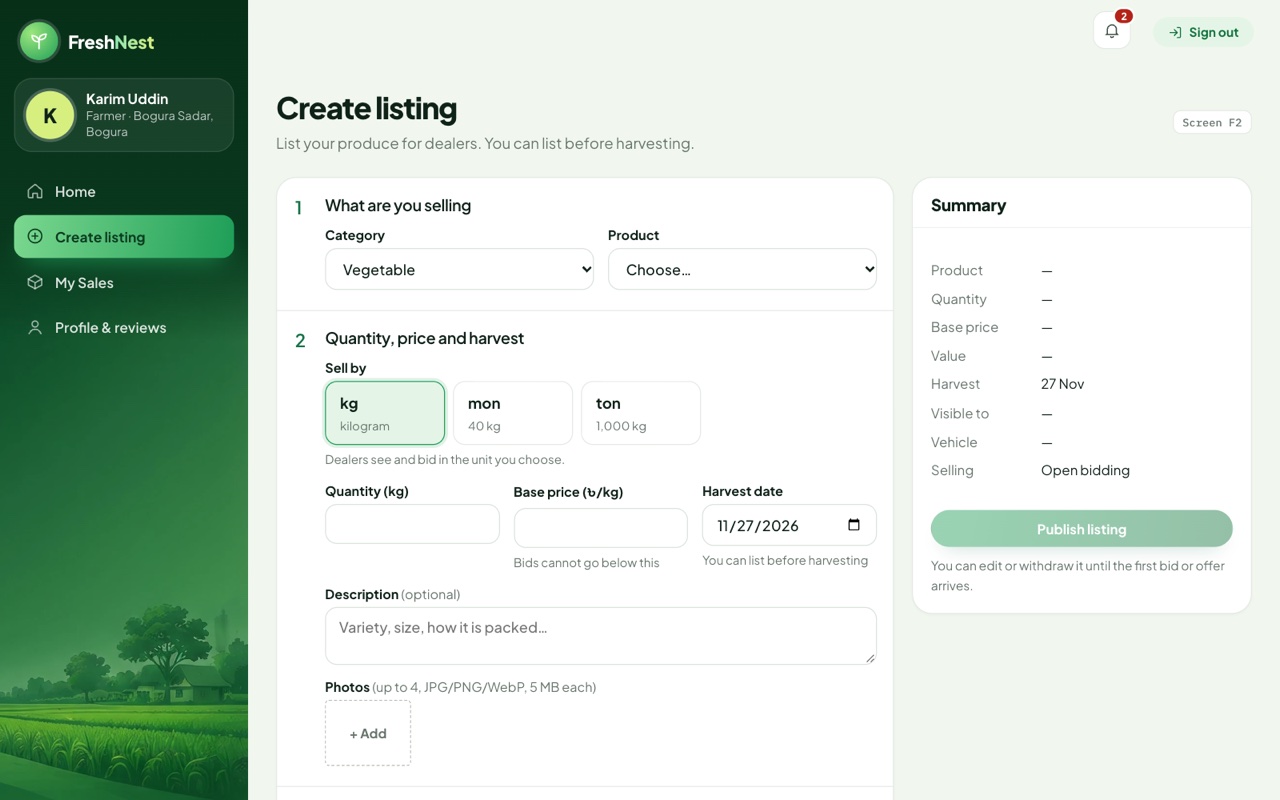 FreshNest
K
Karim Uddin
Farmer · Bogura Sadar,
Bogura
Home
Create listing
My Sales
Profile & reviews
2
Sign out
Create listing
List your produce for dealers. You can list before harvesting.
Screen F2
1 What are you selling
Category Product
Vegetable Choose…
2 Quantity, price and harvest
Sell by
kg mon ton
kilogram 40 kg 1,000 kg
Dealers see and bid in the unit you choose.
Quantity (kg) Base price (৳/kg) Harvest date
11/27/2026
Bids cannot go below this You can list before harvesting
Description (optional)
Variety, size, how it is packed…
Photos (up to 4, JPG/PNG/WebP, 5 MB each)
+ Add
Summary
Product —
Quantity —
Base price —
Value —
Harvest 27 Nov
Visible to —
Vehicle —
Selling Open bidding
Publish listing
You can edit or withdraw it until the first bid or offer
arrives.